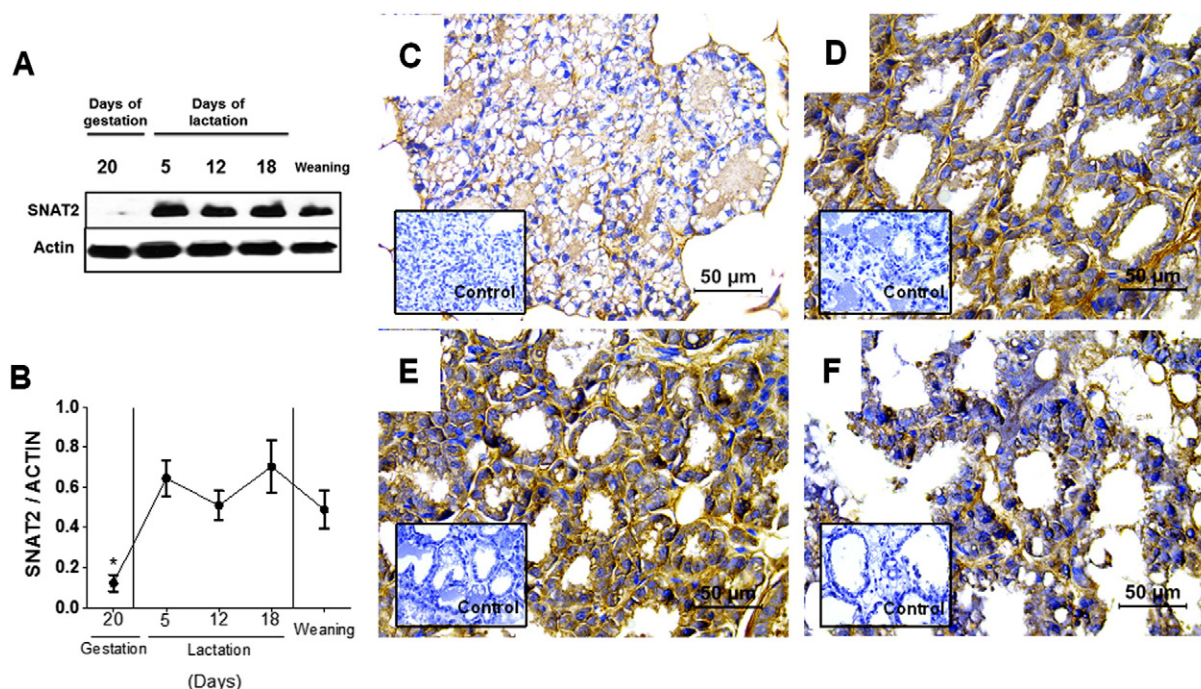 A
Days of
gestation
Days of
lactation
20
5
12
18
Weaning
SNAT2
Actin
B
SNAT2 / ACTIN
1.0
0.8
0.6
0.4
0.2
0.0
*
20
5
12
18
Weaning
Gestation
Lactation
(Days)
C
Control
50 µm
D
Control
50 µm
E
Control
50 µm
F
Control
50 µm